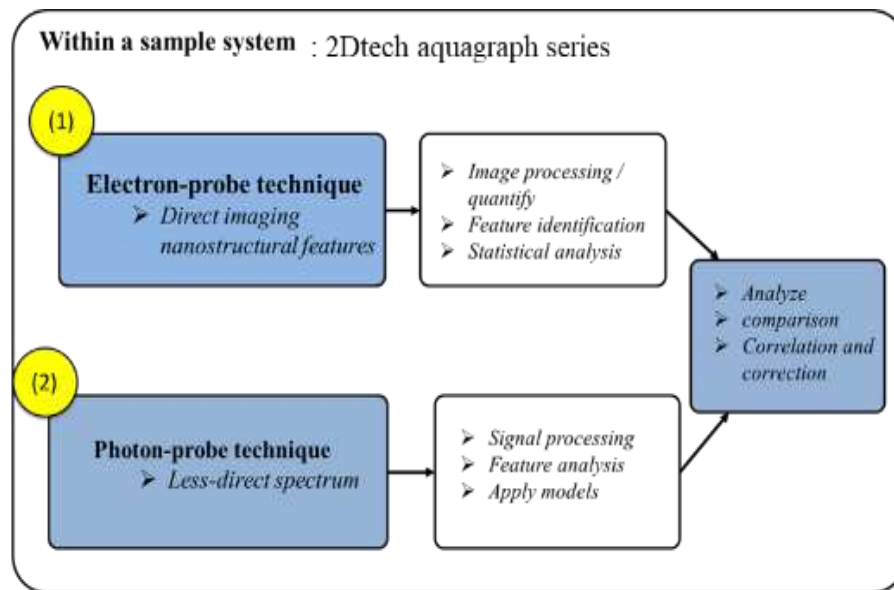 Within a sample system : 2Dtech aquagraph series
(1)
Electron-probe technique
➢ Direct imaging
nanostructural features
➢ Image processing /
quantify
➢ Feature identification
➢ Statistical analysis
(2)
Photon-probe technique
➢ Less-direct spectrum
➢ Signal processing
➢ Feature analysis
➢ Apply models
➢ Analyze
➢ comparison
➢ Correlation and
correction